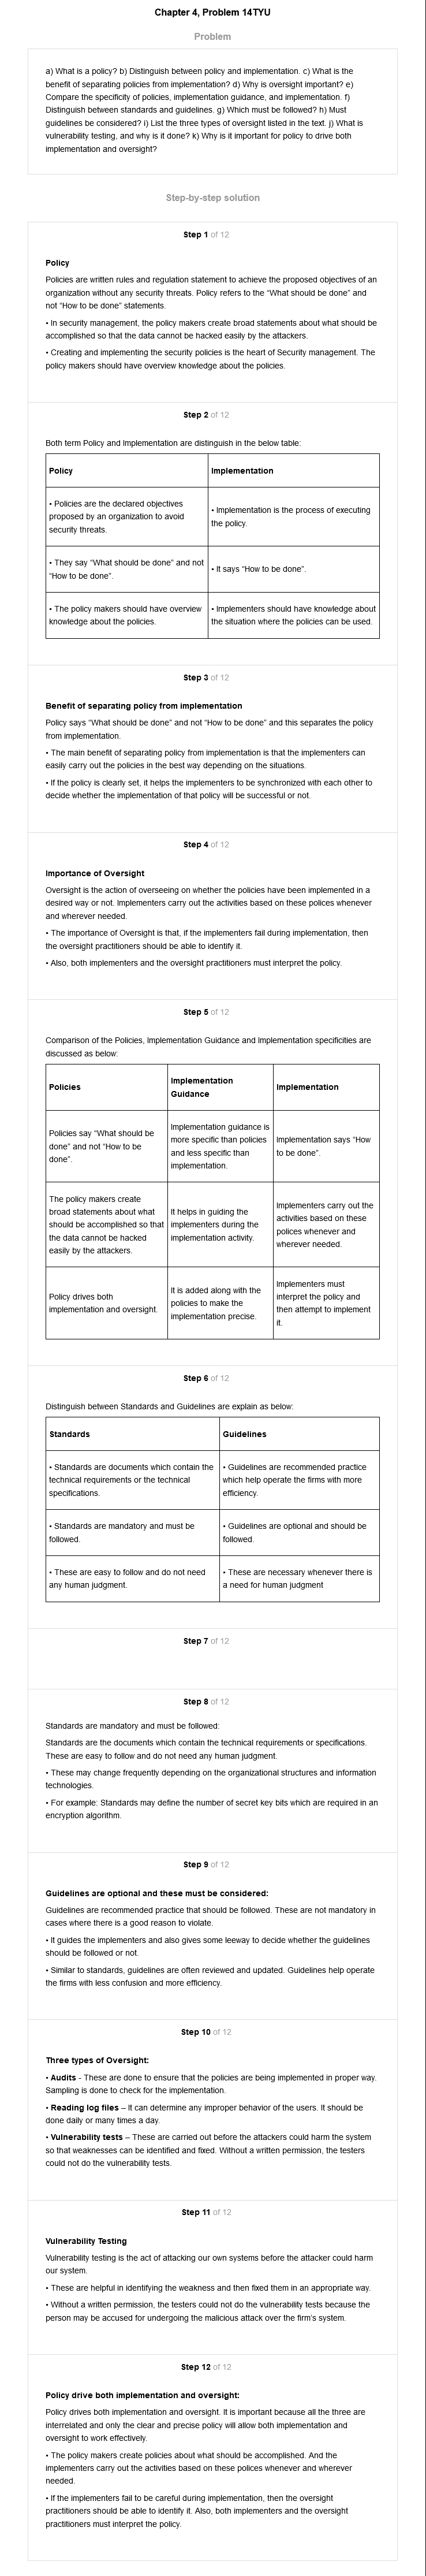 Chapter 4, Problem 14TYU
Problem
a) What is a policy? b) Distinguish between policy and implementation. c) What is the
benefit of separating policies from implementation? d) Why is oversight important? e)
Compare the specificity of policies, implementation guidance, and implementation. f)
Distinguish between standards and guidelines. g) Which must be followed? h) Must
guidelines be considered? i) List the three types of oversight listed in the text. j) What is
vulnerability testing, and why is it done? k) Why is it important for policy to drive both
implementation and oversight?
Step-by-step solution
Step 1 of 12
Policy
Policies are written rules and regulation statement to achieve the proposed objectives of an
organization without any security threats. Policy refers to the “What should be done” and
not “How to be done” statements.
• In security management, the policy makers create broad statements about what should be
accomplished so that the data cannot be hacked easily by the attackers.
• Creating and implementing the security policies is the heart of Security management. The
policy makers should have overview knowledge about the policies.
Step 2 of 12
Both term Policy and Implementation are distinguish in the below table:
Policy
Implementation
• Policies are the declared objectives
proposed by an organization to avoid
security threats.
• Implementation is the process of executing
the policy.
• They say “What should be done” and not
“How to be done”.
• It says “How to be done”.
• The policy makers should have overview
knowledge about the policies.
• Implementers should have knowledge about
the situation where the policies can be used.
Step 3 of 12
Benefit of separating policy from implementation
Policy says “What should be done” and not “How to be done” and this separates the policy
from implementation.
• The main benefit of separating policy from implementation is that the implementers can
easily carry out the policies in the best way depending on the situations.
• If the policy is clearly set, it helps the implementers to be synchronized with each other to
decide whether the implementation of that policy will be successful or not.
Step 4 of 12
Importance of Oversight
Oversight is the action of overseeing on whether the policies have been implemented in a
desired way or not. Implementers carry out the activities based on these polices whenever
and wherever needed.
• The importance of Oversight is that, if the implementers fail during implementation, then
the oversight practitioners should be able to identify it.
• Also, both implementers and the oversight practitioners must interpret the policy.
Step 5 of 12
Comparison of the Policies, Implementation Guidance and Implementation specificities are
discussed as below:
Policies
Implementation
Guidance
Implementation
Policies say “What should be
done” and not “How to be
done”.
Implementation guidance is
more specific than policies
and less specific than
implementation.
Implementation says “How
to be done”.
The policy makers create
broad statements about what
should be accomplished so that
the data cannot be hacked
easily by the attackers.
It helps in guiding the
implementers during the
implementation activity.
Implementers carry out the
activities based on these
polices whenever and
wherever needed.
Policy drives both
implementation and oversight.
It is added along with the
policies to make the
implementation precise.
Implementers must
interpret the policy and
then attempt to implement
it.
Step 6 of 12
Distinguish between Standards and Guidelines are explain as below:
Standards
Guidelines
• Standards are documents which contain the
technical requirements or the technical
specifications.
• Guidelines are recommended practice
which help operate the firms with more
efficiency.
• Standards are mandatory and must be
followed.
• Guidelines are optional and should be
followed.
• These are easy to follow and do not need
any human judgment.
• These are necessary whenever there is
a need for human judgment
Step 7 of 12
Step 8 of 12
Standards are mandatory and must be followed:
Standards are the documents which contain the technical requirements or specifications.
These are easy to follow and do not need any human judgment.
• These may change frequently depending on the organizational structures and information
technologies.
• For example: Standards may define the number of secret key bits which are required in an
encryption algorithm.
Step 9 of 12
Guidelines are optional and these must be considered:
Guidelines are recommended practice that should be followed. These are not mandatory in
cases where there is a good reason to violate.
• It guides the implementers and also gives some leeway to decide whether the guidelines
should be followed or not.
• Similar to standards, guidelines are often reviewed and updated. Guidelines help operate
the firms with less confusion and more efficiency.
Step 10 of 12
Three types of Oversight:
• Audits - These are done to ensure that the policies are being implemented in proper way.
Sampling is done to check for the implementation.
• Reading log files – It can determine any improper behavior of the users. It should be
done daily or many times a day.
• Vulnerability tests – These are carried out before the attackers could harm the system
so that weaknesses can be identified and fixed. Without a written permission, the testers
could not do the vulnerability tests.
Step 11 of 12
Vulnerability Testing
Vulnerability testing is the act of attacking our own systems before the attacker could harm
our system.
• These are helpful in identifying the weakness and then fixed them in an appropriate way.
• Without a written permission, the testers could not do the vulnerability tests because the
person may be accused for undergoing the malicious attack over the firm’s system.
Step 12 of 12
Policy drive both implementation and oversight:
Policy drives both implementation and oversight. It is important because all the three are
interrelated and only the clear and precise policy will allow both implementation and
oversight to work effectively.
• The policy makers create policies about what should be accomplished. And the
implementers carry out the activities based on these polices whenever and wherever
needed.
• If the implementers fail to be careful during implementation, then the oversight
practitioners should be able to identify it. Also, both implementers and the oversight
practitioners must interpret the policy.